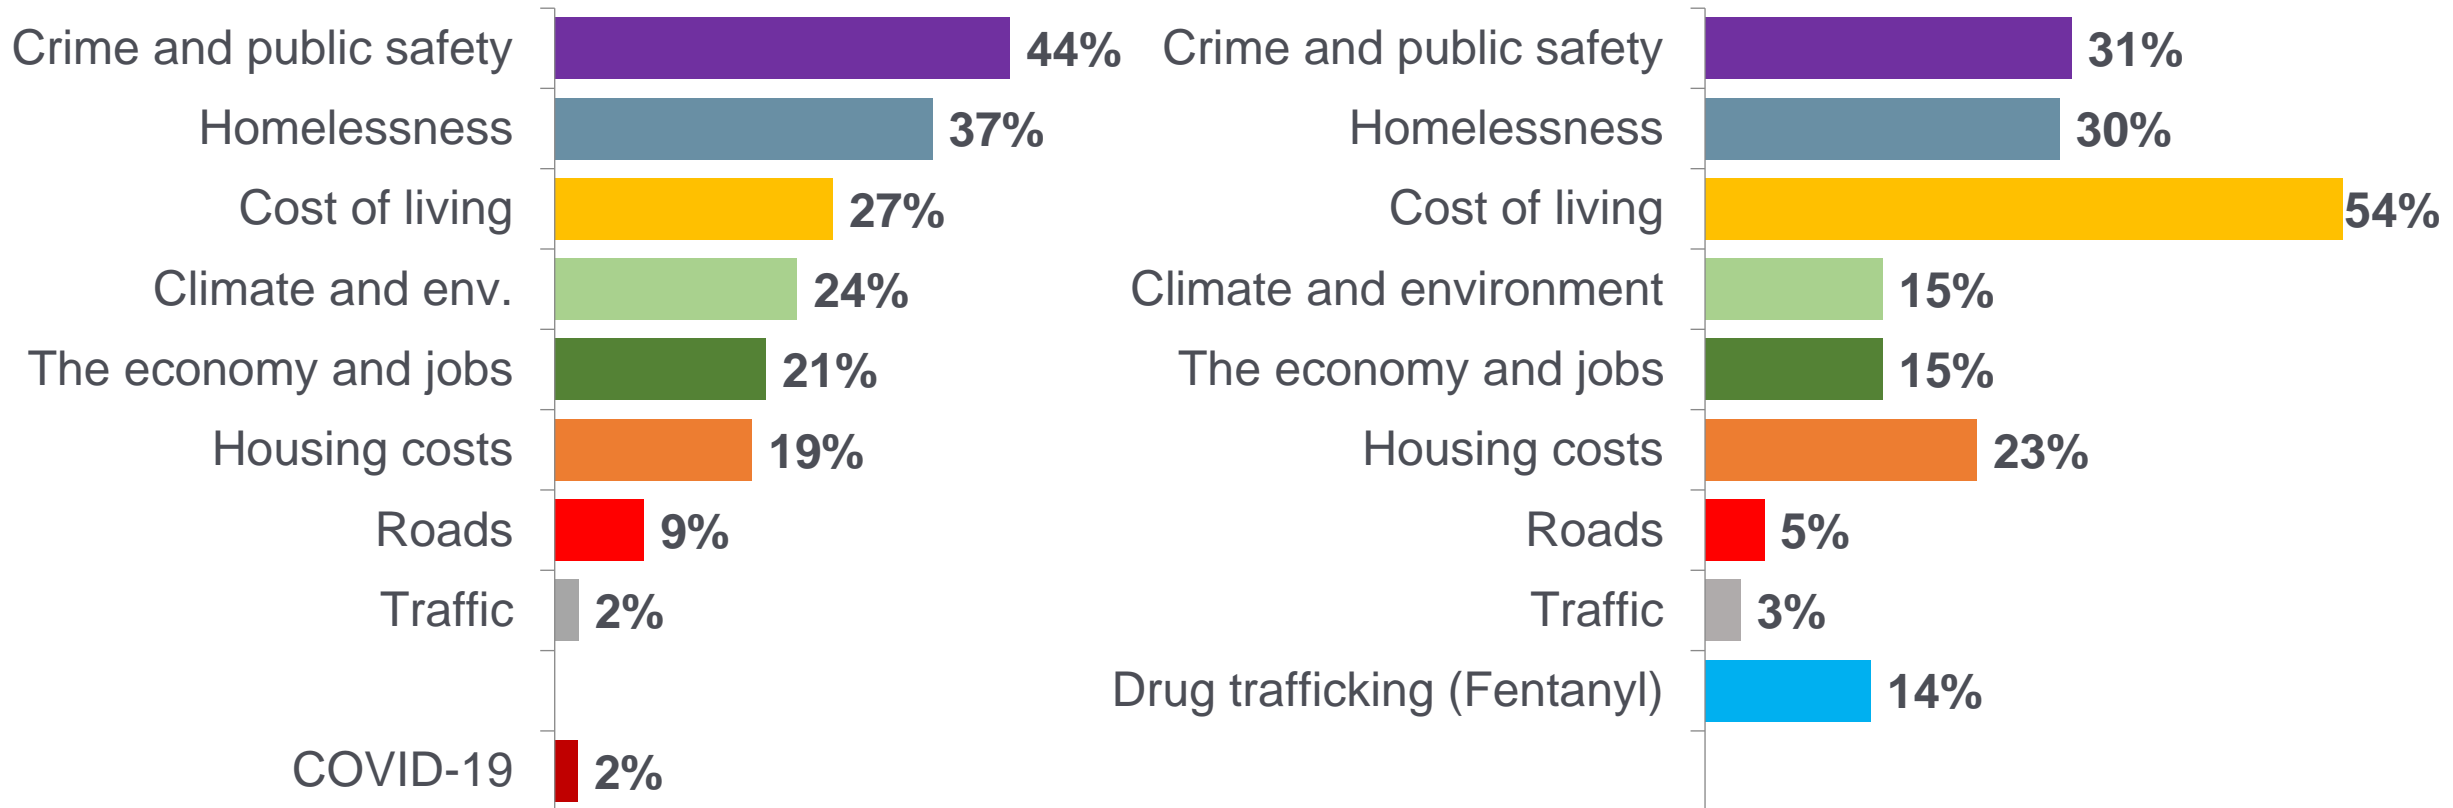 Crime and public safety 44%
Homelessness 37%
Cost of living 27%
Climate and env. 24%
The economy and jobs 21%
Housing costs 19%
Roads 9%
Traffic 2%
COVID-19 2%
Crime and public safety 31%
Homelessness 30%
Cost of living 54%
Climate and environment 15%
The economy and jobs 15%
Housing costs 23%
Roads 5%
Traffic 3%
Drug trafficking (Fentanyl) 14%